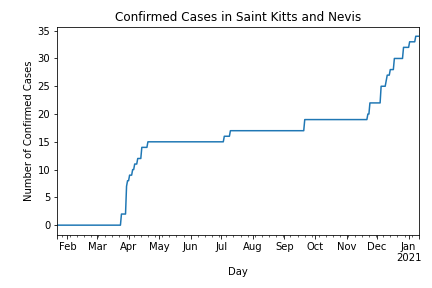 Confirmed Cases in Saint Kitts and Nevis
Number of Confirmed Cases
35
30
25
20
15
10
5
0
Feb Mar Apr May Jun Jul Aug Sep Oct Nov Dec Jan
2021
Day